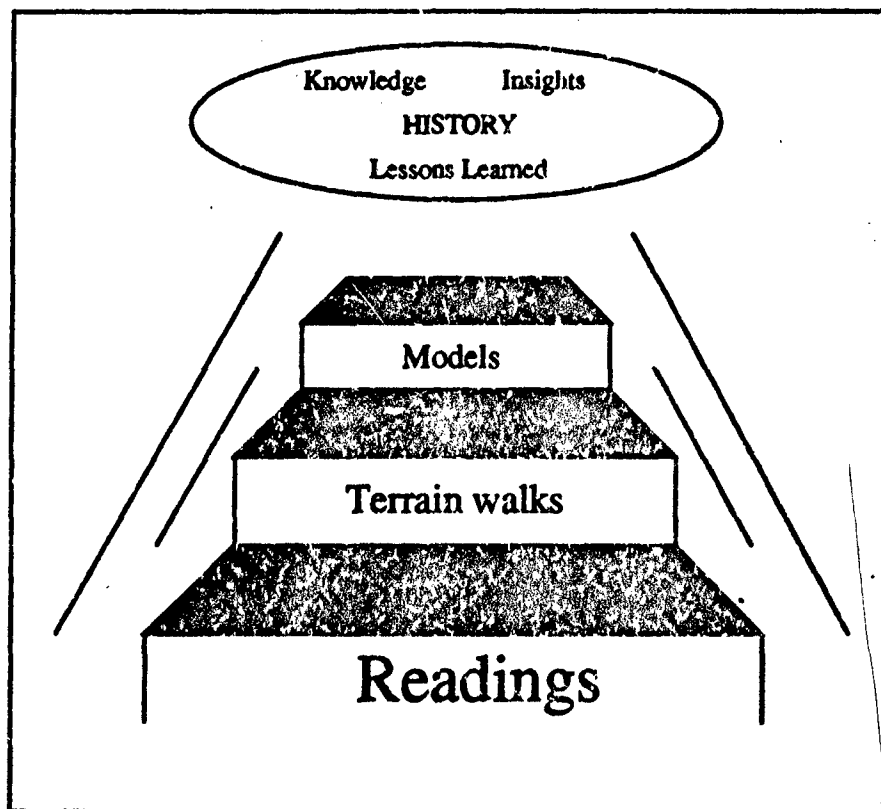 Knowledge Insights
HISTORY
Lessons Learned
Models
Terrain walks
Readings